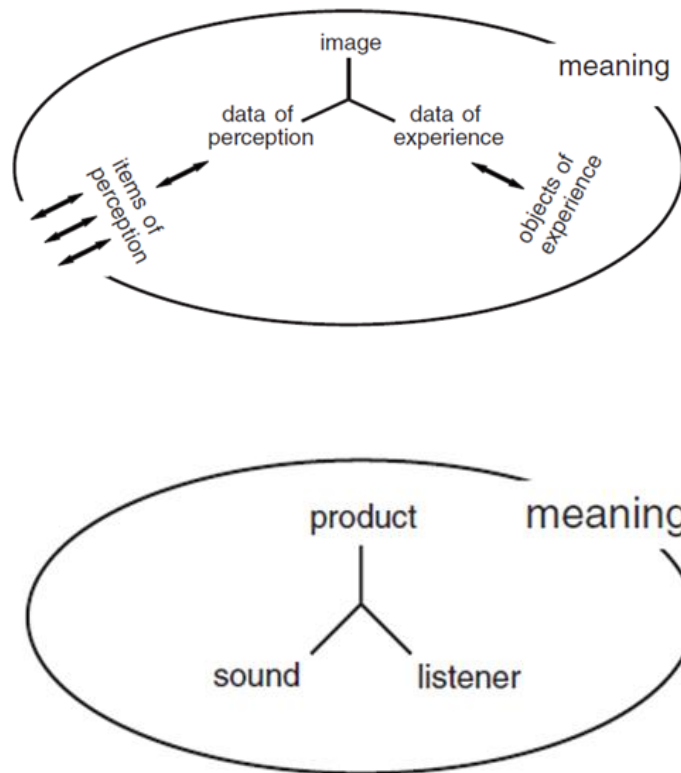 image
meaning
data of
perception
data of
experience
items of
perception
objects of
experience
product
meaning
sound
listener